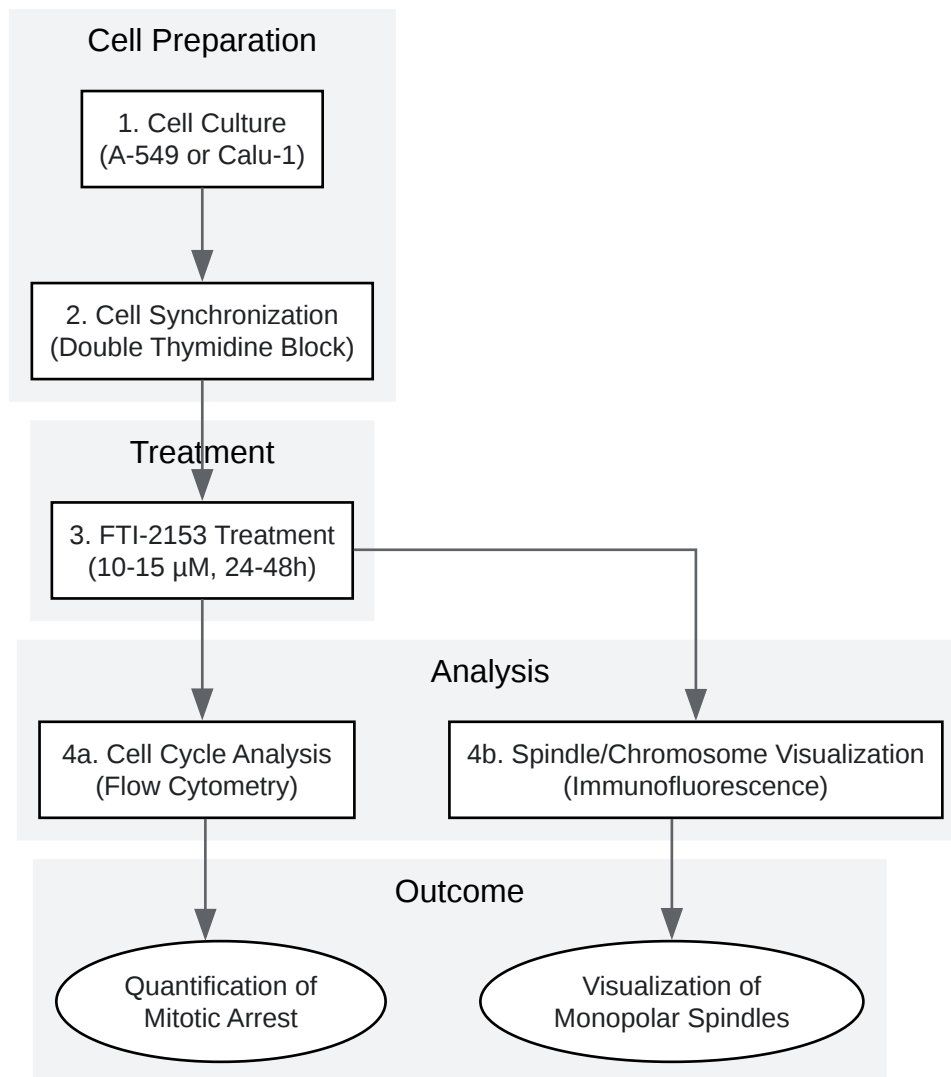 Cell Preparation
1. Cell Culture
(A-549 or Calu-1)
2. Cell Synchronization
(Double Thymidine Block)
Treatment
3. FTI-2153 Treatment
(10-15 µM, 24-48h)
Analysis
4a. Cell Cycle Analysis
(Flow Cytometry)
4b. Spindle/Chromosome Visualization
(Immunofluorescence)
Outcome
Quantification of
Mitotic Arrest
Visualization of
Monopolar Spindles